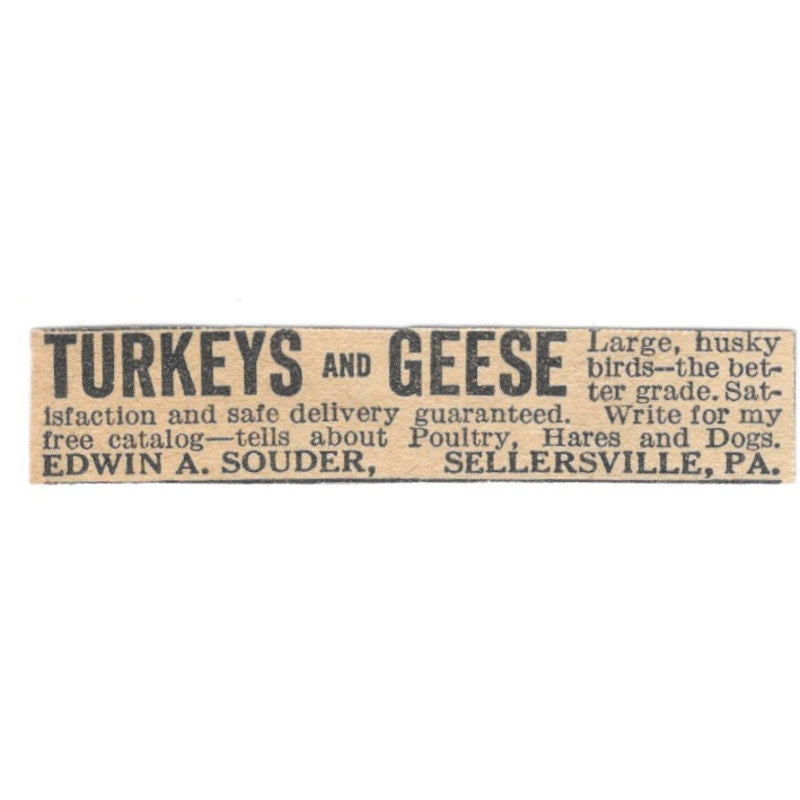 TURKEYS AND GEESE Large, husky
birds--the bet-
ter grade. Sat-
isfaction and safe delivery guaranteed. Write for my
free catalog—tells about Poultry, Hares and Dogs.
EDWIN A. SOUDER, SELLERSVILLE, PA.